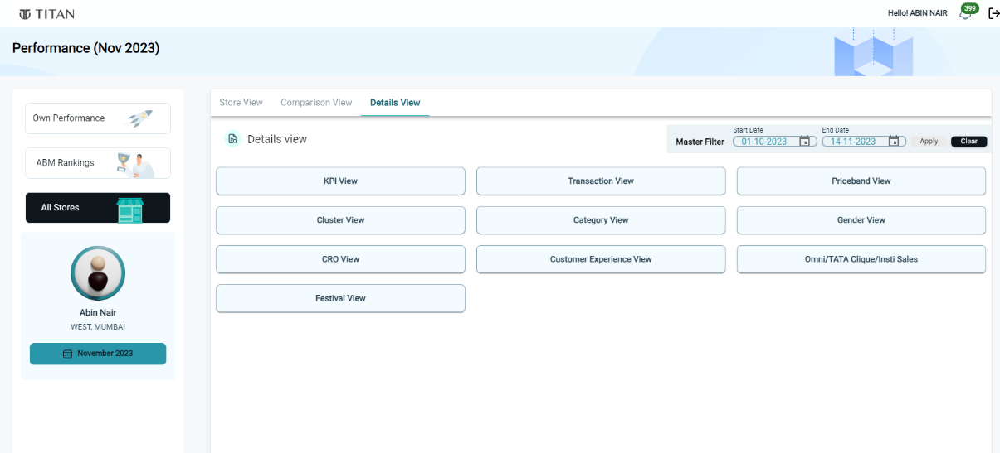 TITAN
Hello! ABIN NAIR
399
Performance (Nov 2023)
Own Performance
ABM Rankings
All Stores
Abin Nair
WEST, MUMBAI
November 2023
Store View Comparison View Details View
Details view
Master Filter
Start Date
01-10-2023
End Date
14-11-2023
Apply
Clear
KPI View Transaction View Priceband View
Cluster View Category View Gender View
CRO View Customer Experience View Omni/TATA Clique/Insti Sales
Festival View